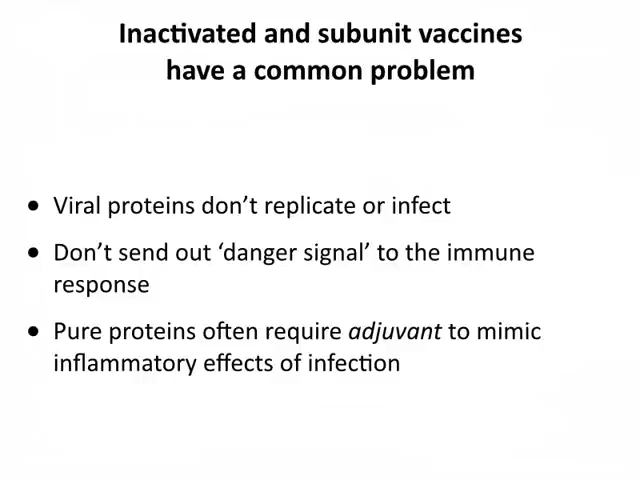 Inactivated and subunit vaccines
have a common problem
• Viral proteins don’t replicate or infect
• Don’t send out ‘danger signal’ to the immune
response
• Pure proteins often require adjuvant to mimic
inflammatory effects of infection